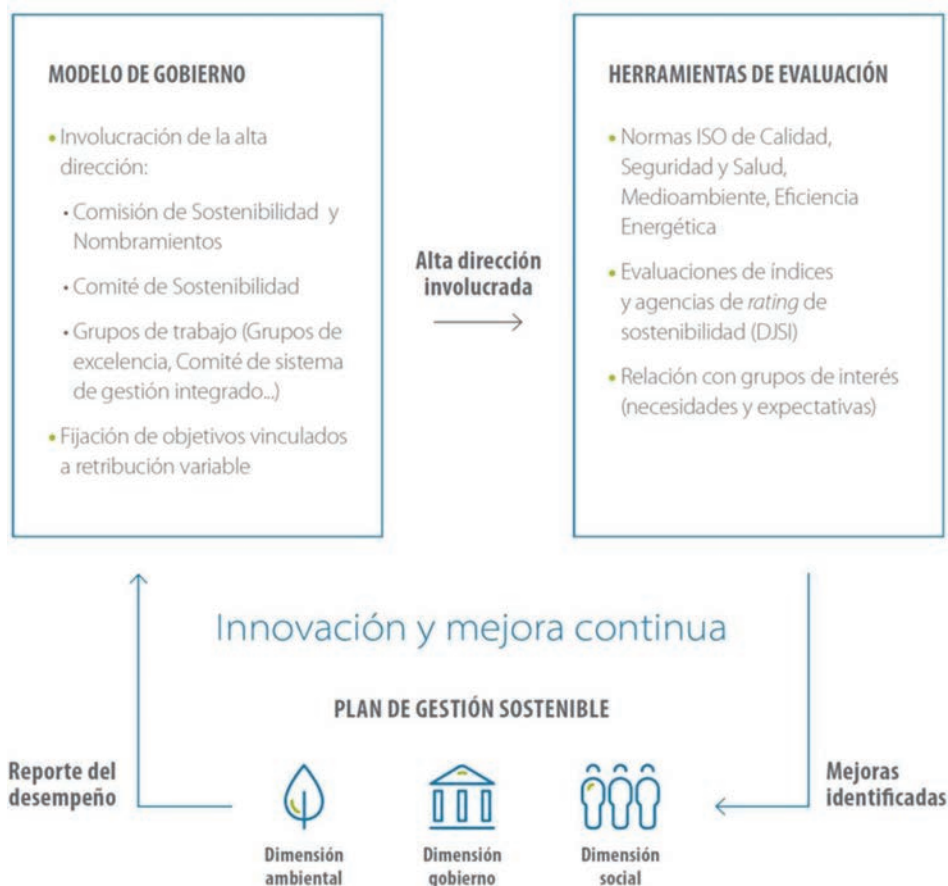 MODELO DE GOBIERNO
• Involucración de la alta
dirección:
• Comisión de Sostenibilidad y
Nombramientos
• Comité de Sostenibilidad
• Grupos de trabajo (Grupos de
excelencia, Comité de sistema
de gestión integrado...)
• Fijación de objetivos vinculados
a retribución variable
Alta dirección
involucrada
HERRAMIENTAS DE EVALUACIÓN
• Normas ISO de Calidad,
Seguridad y Salud,
Medioambiente, Eficiencia
Energética
• Evaluaciones de índices
y agencias de rating de
sostenibilidad (DJSI)
• Relación con grupos de interés
(necesidades y expectativas)
Innovación y mejora continua
PLAN DE GESTIÓN SOSTENIBLE
Reporte del
desempeño
Dimensión
ambiental
Dimensión
gobierno
Dimensión
social
Mejoras
identificadas